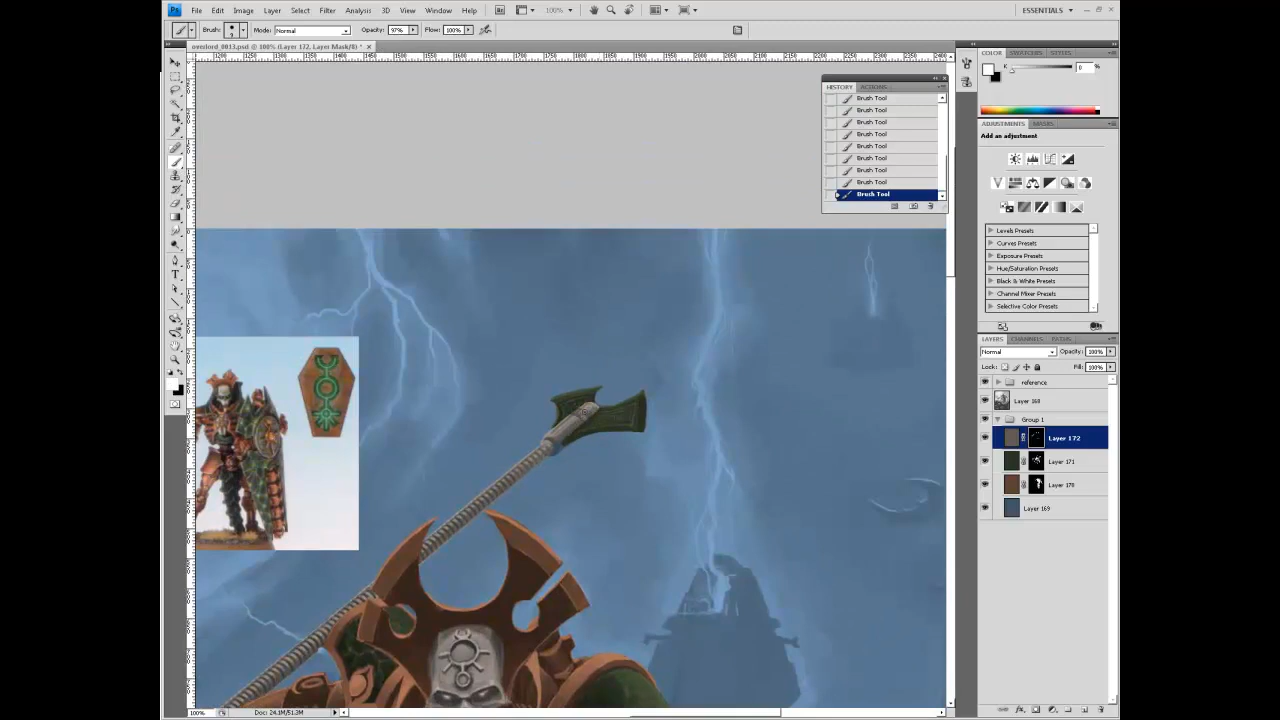 File Edit Image Layer Select Filter Analysis 3D View Window Help 100% ESSENTIALS
Brush: Mode: Normal Opacity: 97% Flow: 100%
overlord_0013.psd @ 100% (Layer 172, Layer Mask/8) *
HISTORY ACTIONS
Brush Tool
Brush Tool
Brush Tool
Brush Tool
Brush Tool
Brush Tool
Brush Tool
Brush Tool
Brush Tool
COLOR SWATCHES STYLES
K 0 %
ADJUSTMENTS MASKS
Add an adjustment
Levels Presets
Curves Presets
Exposure Presets
Hue/Saturation Presets
Black & White Presets
Channel Mixer Presets
Selective Color Presets
LAYERS CHANNELS PATHS
Normal Opacity: 100%
Lock: Fill: 100%
reference
Layer 168
Group 1
Layer 172
Layer 171
Layer 170
Layer 169
100% Doc: 24.1M/51.3M